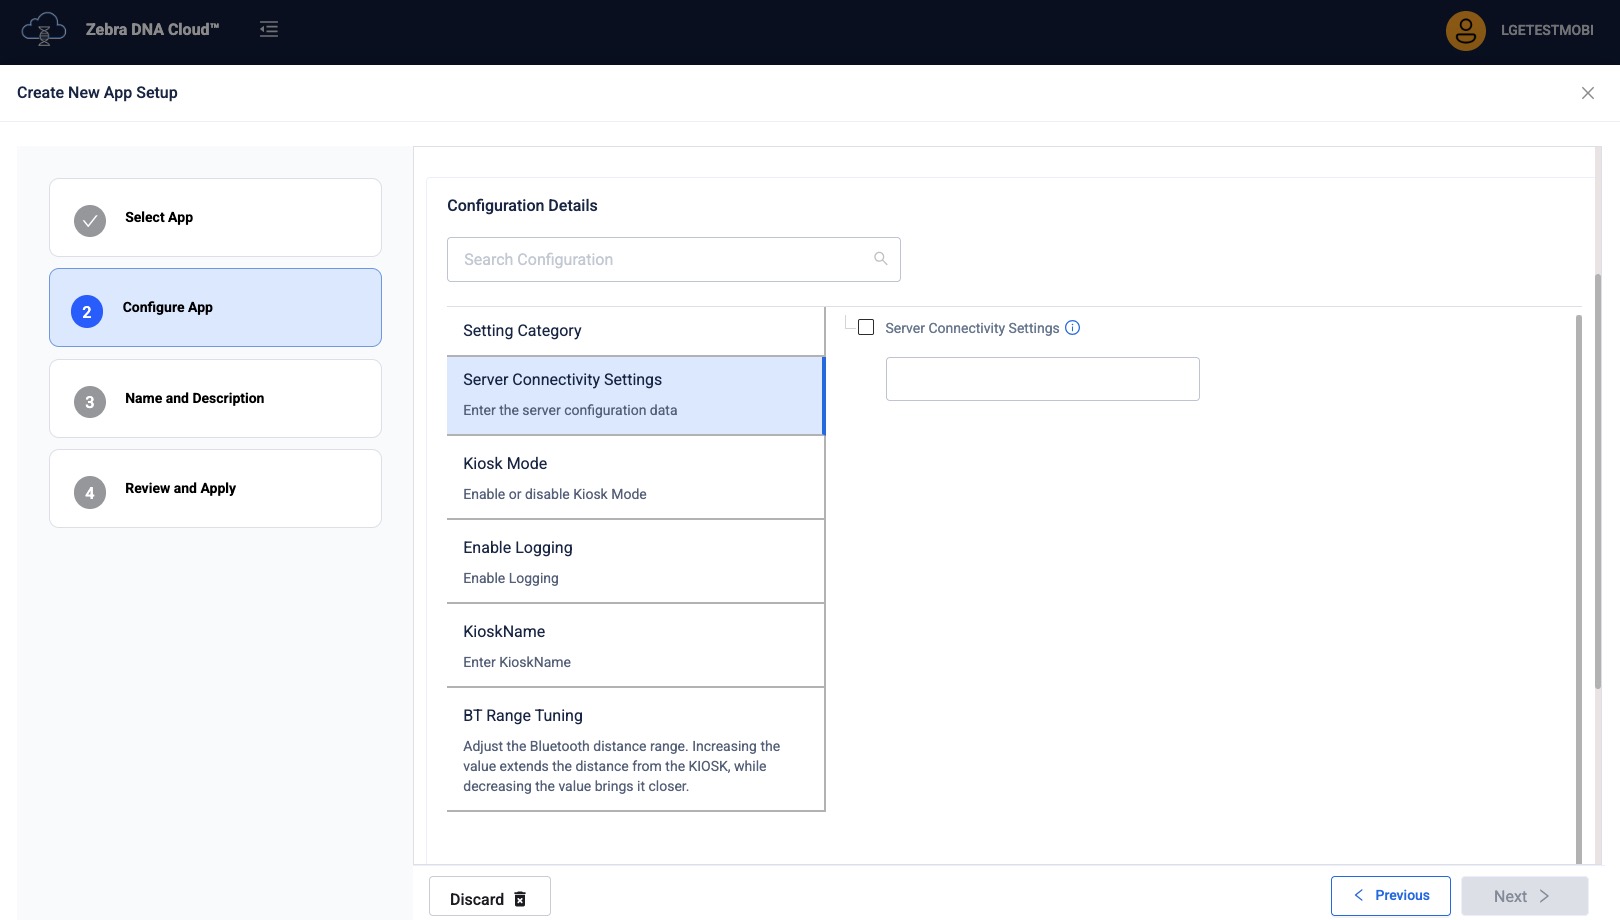 Zebra DNA Cloud™
LGETESTMOBI
Create New App Setup
Select App
2
Configure App
3
Name and Description
4
Review and Apply
Configuration Details
Search Configuration
Setting Category
Server Connectivity Settings
Enter the server configuration data
Kiosk Mode
Enable or disable Kiosk Mode
Enable Logging
Enable Logging
KioskName
Enter KioskName
BT Range Tuning
Adjust the Bluetooth distance range. Increasing the
value extends the distance from the KIOSK, while
decreasing the value brings it closer.
Server Connectivity Settings
Discard
Previous
Next